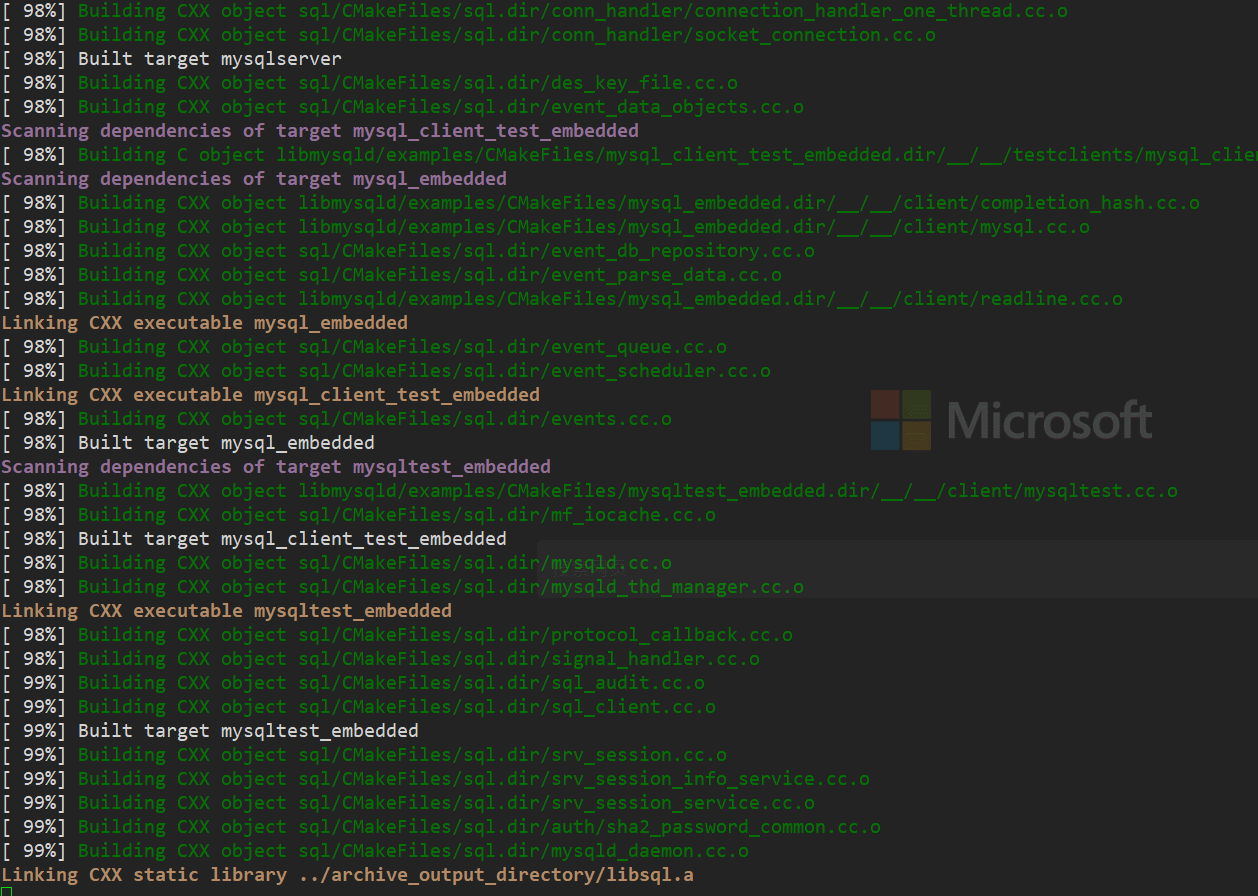 [ 98%] Building CXX object sql/CMakeFiles/sql.dir/conn_handler/connection_handler_one_thread.cc.o
[ 98%] Building CXX object sql/CMakeFiles/sql.dir/conn_handler/socket_connection.cc.o
[ 98%] Built target mysqlserver
[ 98%] Building CXX object sql/CMakeFiles/sql.dir/des_key_file.cc.o
[ 98%] Building CXX object sql/CMakeFiles/sql.dir/event_data_objects.cc.o
Scanning dependencies of target mysql_client_test_embedded
[ 98%] Building C object libmysqld/examples/CMakeFiles/mysql_client_test_embedded.dir/__/__/testclients/mysql_clie
Scanning dependencies of target mysql_embedded
[ 98%] Building CXX object libmysqld/examples/CMakeFiles/mysql_embedded.dir/__/__/client/completion_hash.cc.o
[ 98%] Building CXX object libmysqld/examples/CMakeFiles/mysql_embedded.dir/__/__/client/mysql.cc.o
[ 98%] Building CXX object sql/CMakeFiles/sql.dir/event_db_repository.cc.o
[ 98%] Building CXX object sql/CMakeFiles/sql.dir/event_parse_data.cc.o
[ 98%] Building CXX object libmysqld/examples/CMakeFiles/mysql_embedded.dir/__/__/client/readline.cc.o
Linking CXX executable mysql_embedded
[ 98%] Building CXX object sql/CMakeFiles/sql.dir/event_queue.cc.o
[ 98%] Building CXX object sql/CMakeFiles/sql.dir/event_scheduler.cc.o
Linking CXX executable mysql_client_test_embedded
[ 98%] Building CXX object sql/CMakeFiles/sql.dir/events.cc.o
Microsoft
[ 98%] Built target mysql_embedded
Scanning dependencies of target mysqltest_embedded
[ 98%] Building CXX object libmysqld/examples/CMakeFiles/mysqltest_embedded.dir/__/__/client/mysqltest.cc.o
[ 98%] Building CXX object sql/CMakeFiles/sql.dir/mf_iocache.cc.o
[ 98%] Built target mysql_client_test_embedded
[ 98%] Building CXX object sql/CMakeFiles/sql.dir/mysqld.cc.o
[ 98%] Building CXX object sql/CMakeFiles/sql.dir/mysqld_thd_manager.cc.o
Linking CXX executable mysqltest_embedded
[ 98%] Building CXX object sql/CMakeFiles/sql.dir/protocol_callback.cc.o
[ 98%] Building CXX object sql/CMakeFiles/sql.dir/signal_handler.cc.o
[ 99%] Building CXX object sql/CMakeFiles/sql.dir/sql_audit.cc.o
[ 99%] Building CXX object sql/CMakeFiles/sql.dir/sql_client.cc.o
[ 99%] Built target mysqltest_embedded
[ 99%] Building CXX object sql/CMakeFiles/sql.dir/srv_session.cc.o
[ 99%] Building CXX object sql/CMakeFiles/sql.dir/srv_session_info_service.cc.o
[ 99%] Building CXX object sql/CMakeFiles/sql.dir/srv_session_service.cc.o
[ 99%] Building CXX object sql/CMakeFiles/sql.dir/auth/sha2_password_common.cc.o
[ 99%] Building CXX object sql/CMakeFiles/sql.dir/mysqld_daemon.cc.o
Linking CXX static library ../archive_output_directory/libsql.a